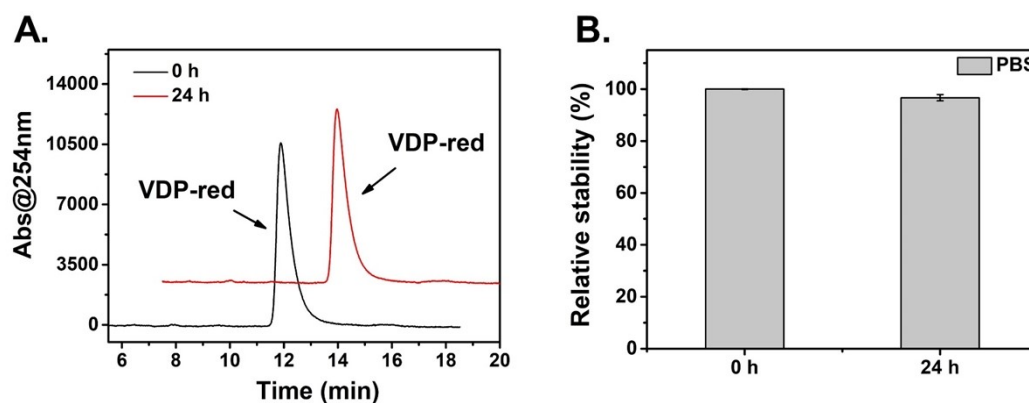 A.
0 h
24 h
VDP-red
VDP-red
Abs@254nm
14000
10500
7000
3500
0
6 8 10 12 14 16 18 20
Time (min)
B.
PBS
Relative stability (%)
100
80
60
40
20
0
0 h 24 h